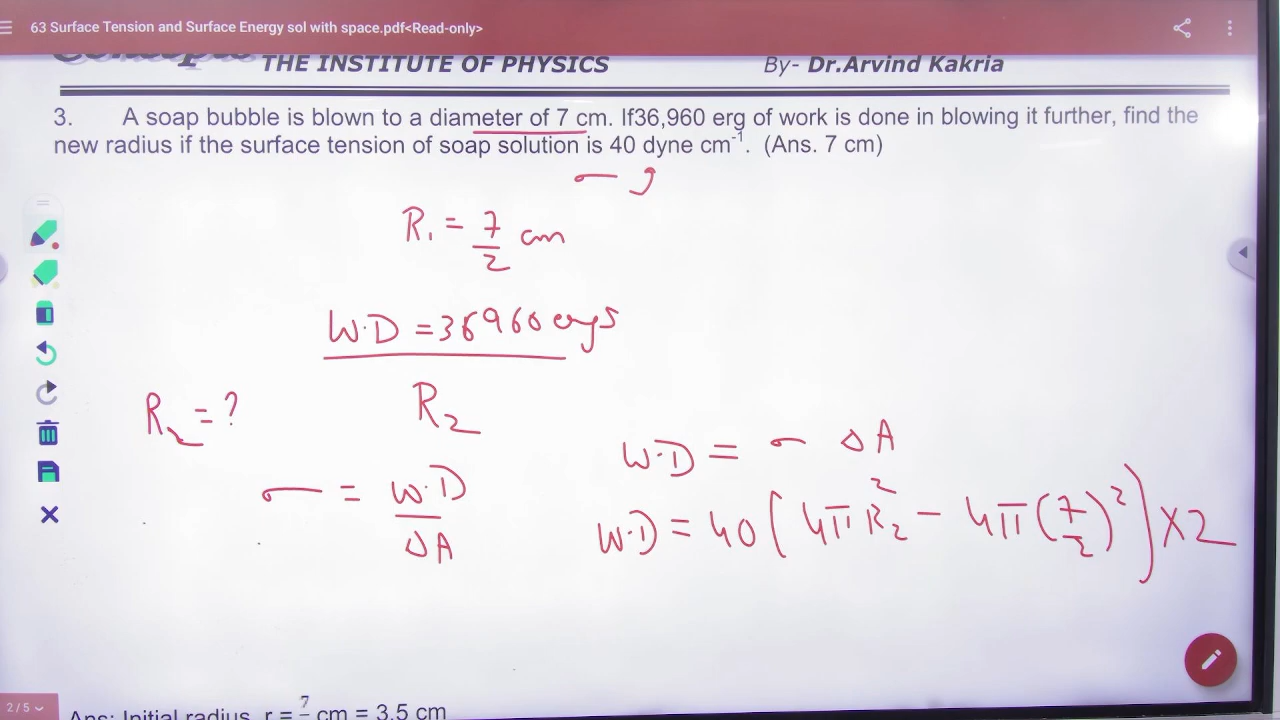 63 Surface Tension and Surface Energy sol with space.pdf<Read-only>
THE INSTITUTE OF PHYSICS By- Dr.Arvind Kakria
3. A soap bubble is blown to a diameter of 7 cm. If36,960 erg of work is done in blowing it further, find the
new radius if the surface tension of soap solution is 40 dyne cm⁻¹. (Ans. 7 cm)
R₁ = 7/2 cm
W.D = 36960 ergs
R₂ = ? R₂
W.D = σ ΔA
σ = W.D/ΔA
W.D = 40 (4πR₂² − 4π(7/2)²) × 2
2/5
Ans: Initial radius, r = 7 cm = 3.5 cm